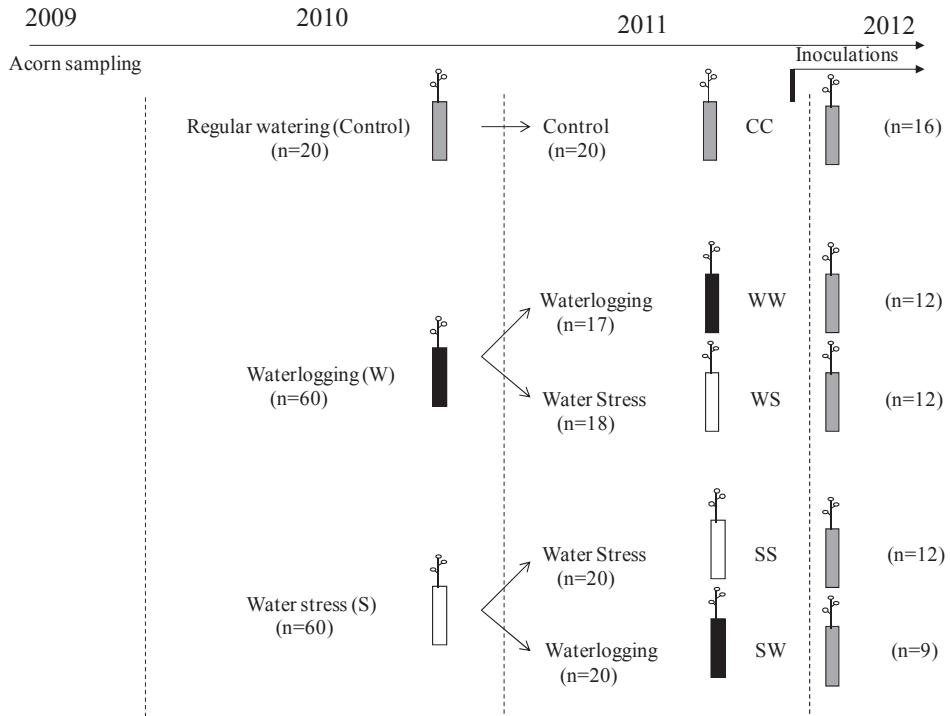 2009 2010 2011 2012
Acorn sampling
Inoculations
Regular watering (Control)
(n=20)
Control
(n=20)
CC
(n=16)
Waterlogging (W)
(n=60)
Waterlogging
(n=17)
WW
(n=12)
Water Stress
(n=18)
WS
(n=12)
Water stress (S)
(n=60)
Water Stress
(n=20)
SS
(n=12)
Waterlogging
(n=20)
SW
(n=9)